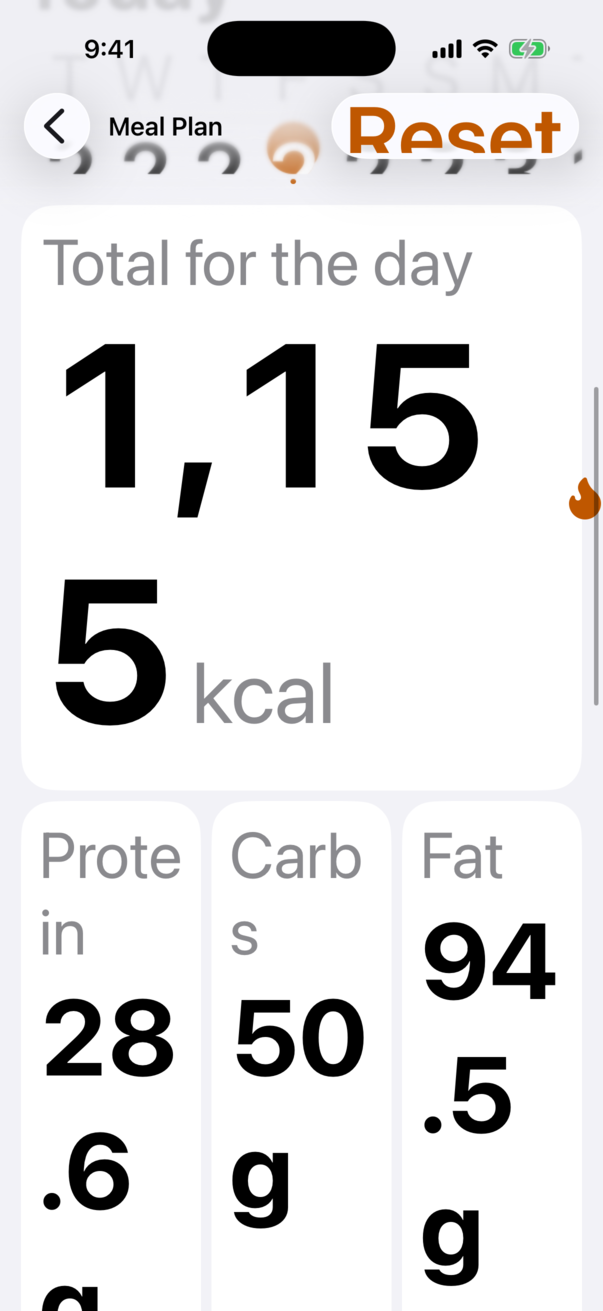 Today
9:41
T W T F S S M
Meal Plan
Reset
Total for the day
1,15
5 kcal
Prote
in
28
.6
g
Carb
s
50
g
Fat
94
.5
g